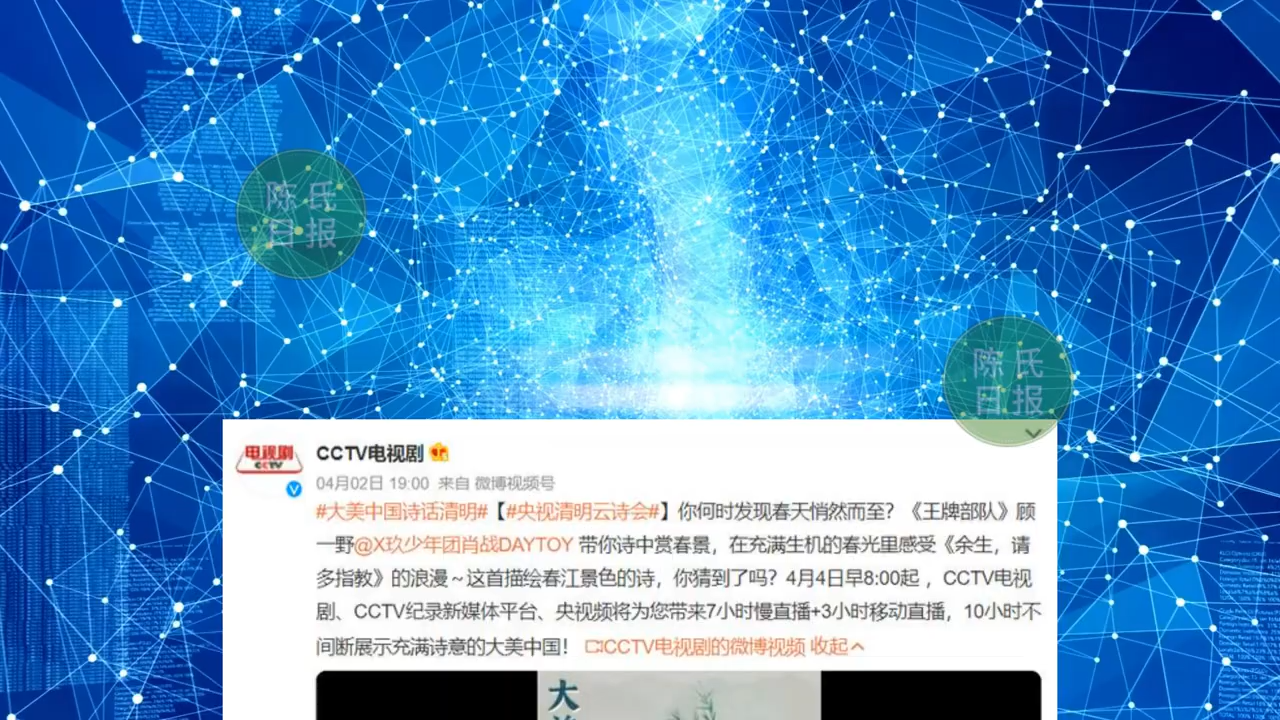 陈氏
日报
陈氏
日报
电视剧
CCTV
CCTV电视剧
04月02日 19:00 来自 微博视频号
#大美中国诗话清明#【#央视清明云诗会#】你何时发现春天悄然而至？《王牌部队》顾
一野@X玖少年团肖战DAYTOY 带你诗中赏春景，在充满生机的春光里感受《余生，请
多指教》的浪漫～这首描绘春江景色的诗，你猜到了吗？4月4日早8:00起 ，CCTV电视
剧、CCTV纪录新媒体平台、央视频将为您带来7小时慢直播+3小时移动直播，10小时不
间断展示充满诗意的大美中国！ CCTV电视剧的微博视频 收起
大